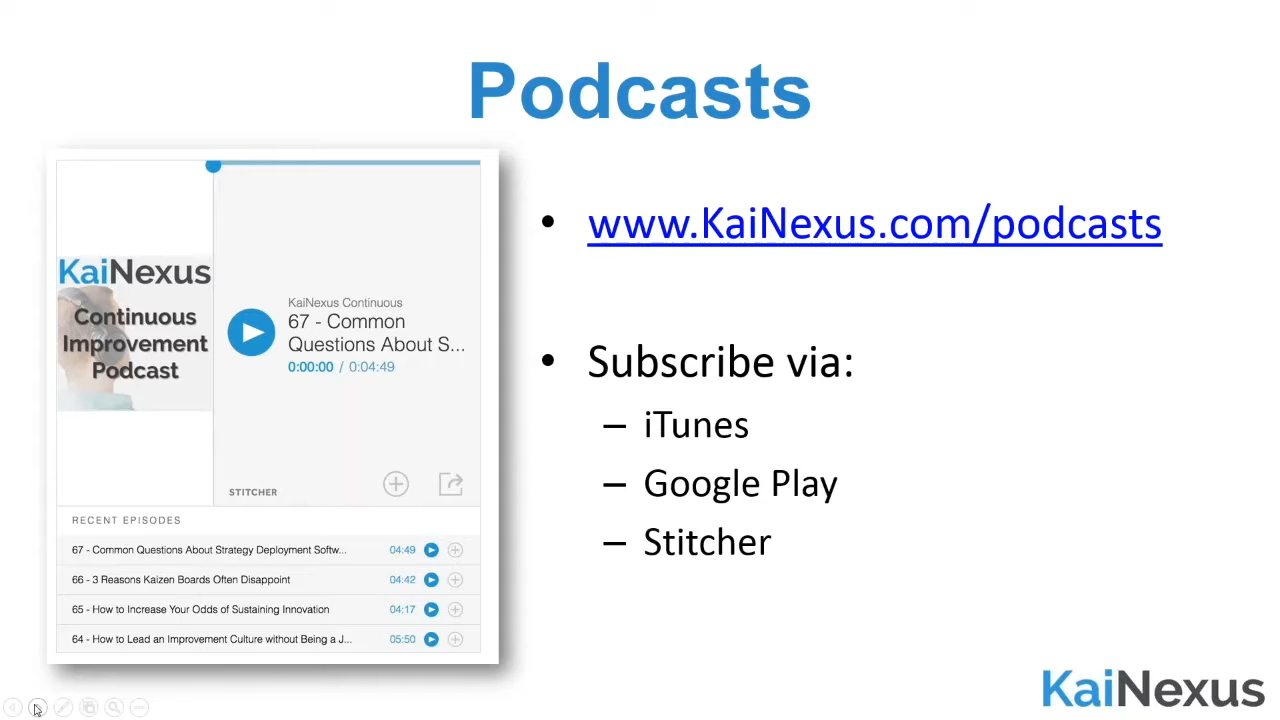 Podcasts
KaiNexus
Continuous
Improvement
Podcast
KaiNexus Continuous
67 - Common
Questions About S...
0:00:00 / 0:04:49
STITCHER
RECENT EPISODES
67 - Common Questions About Strategy Deployment Softw... 04:49
66 - 3 Reasons Kaizen Boards Often Disappoint 04:42
65 - How to Increase Your Odds of Sustaining Innovation 04:17
64 - How to Lead an Improvement Culture without Being a J... 05:50
• www.KaiNexus.com/podcasts
• Subscribe via:
– iTunes
– Google Play
– Stitcher
KaiNexus